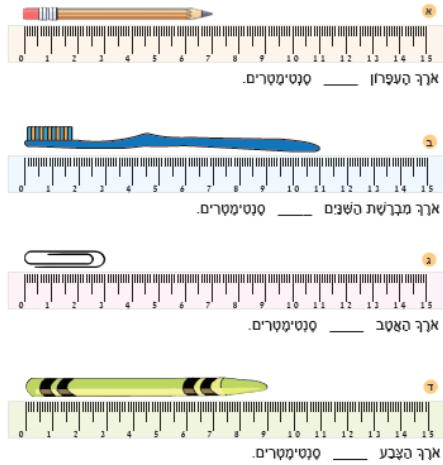 א
0 1 2 3 4 5 6 7 8 9 10 11 12 13 14 15
אֹרֶךְ הָעִפָּרוֹן ____ סֶנְטִימֶטְרִים.
ב
0 1 2 3 4 5 6 7 8 9 10 11 12 13 14 15
אֹרֶךְ מִבְרֶשֶׁת הַשִּׁנַּיִם ____ סֶנְטִימֶטְרִים.
ג
0 1 2 3 4 5 6 7 8 9 10 11 12 13 14 15
אֹרֶךְ הָאַטָב ____ סֶנְטִימֶטְרִים.
ד
0 1 2 3 4 5 6 7 8 9 10 11 12 13 14 15
אֹרֶךְ הַצֶּבַע ____ סֶנְטִימֶטְרִים.